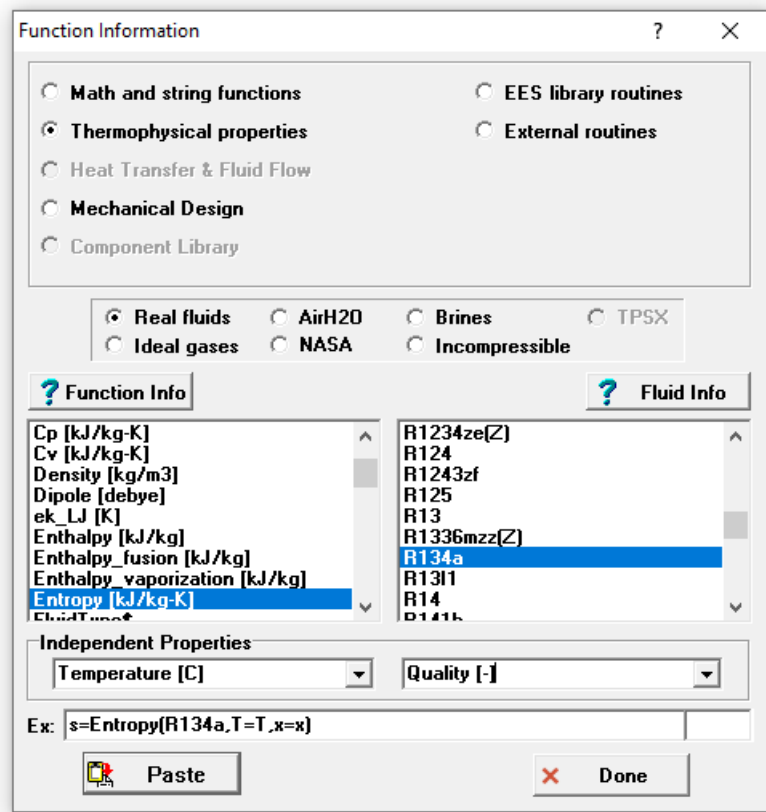 Function Information ?
Math and string functions EES library routines
Thermophysical properties External routines
Heat Transfer & Fluid Flow
Mechanical Design
Component Library
Real fluids AirH2O Brines TPSX
Ideal gases NASA Incompressible
? Function Info ? Fluid Info
Cp [kJ/kg-K] R1234ze(Z)
Cv [kJ/kg-K] R124
Density [kg/m3] R1243zf
Dipole [debye] R125
ek_LJ [K] R13
Enthalpy [kJ/kg] R1336mzz(Z)
Enthalpy_fusion [kJ/kg] R134a
Enthalpy_vaporization [kJ/kg] R13I1
Entropy [kJ/kg-K] R14
FluidType$ R141b
Independent Properties
Temperature [C] Quality [-]
Ex: s=Entropy(R134a,T=T,x=x)
Paste Done